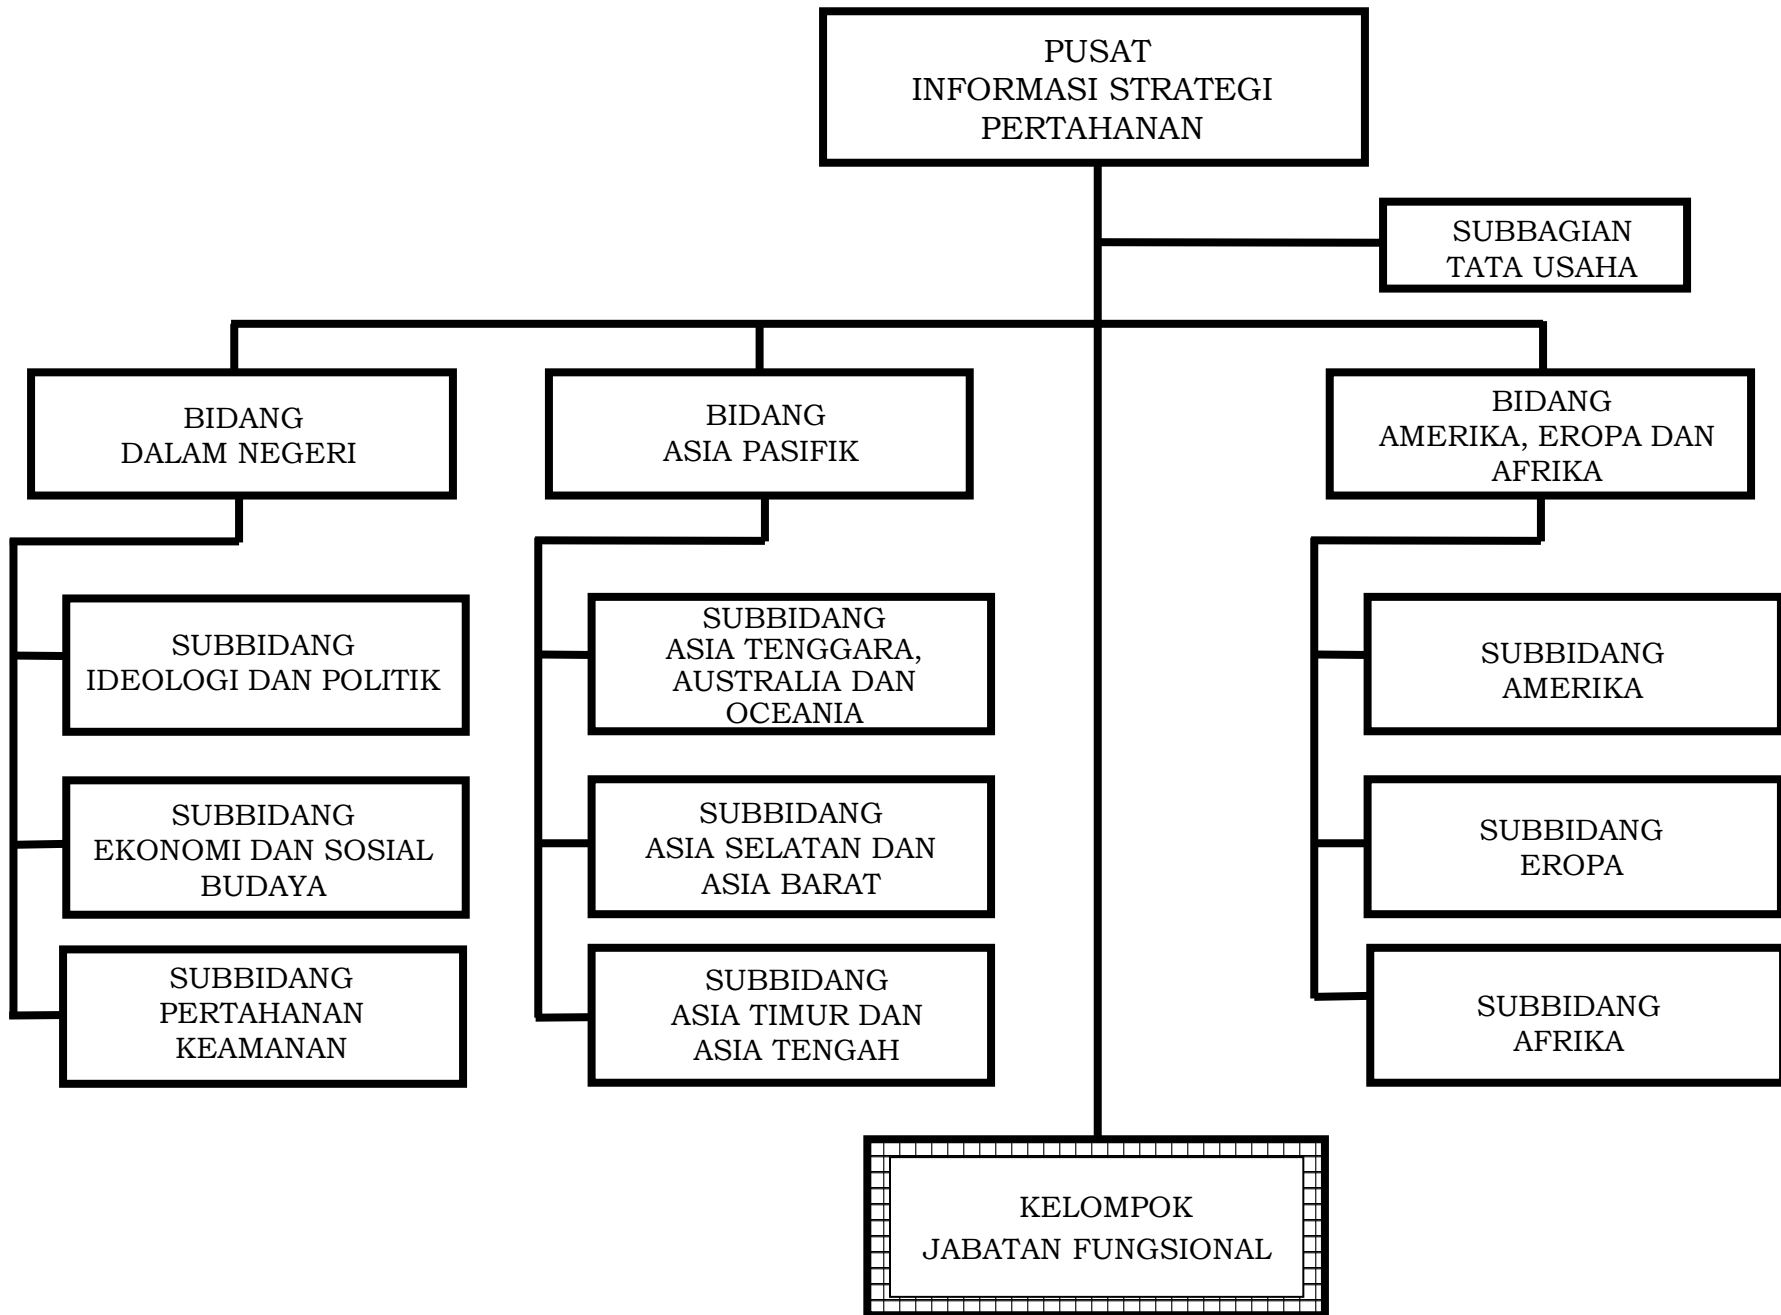 PUSAT
INFORMASI STRATEGI
PERTAHANAN
SUBBAGIAN
TATA USAHA
BIDANG
DALAM NEGERI
BIDANG
ASIA PASIFIK
BIDANG
AMERIKA, EROPA DAN
AFRIKA
SUBBIDANG
IDEOLOGI DAN POLITIK
SUBBIDANG
EKONOMI DAN SOSIAL
BUDAYA
SUBBIDANG
PERTAHANAN
KEAMANAN
SUBBIDANG
ASIA TENGGARA,
AUSTRALIA DAN
OCEANIA
SUBBIDANG
ASIA SELATAN DAN
ASIA BARAT
SUBBIDANG
ASIA TIMUR DAN
ASIA TENGAH
SUBBIDANG
AMERIKA
SUBBIDANG
EROPA
SUBBIDANG
AFRIKA
KELOMPOK
JABATAN FUNGSIONAL